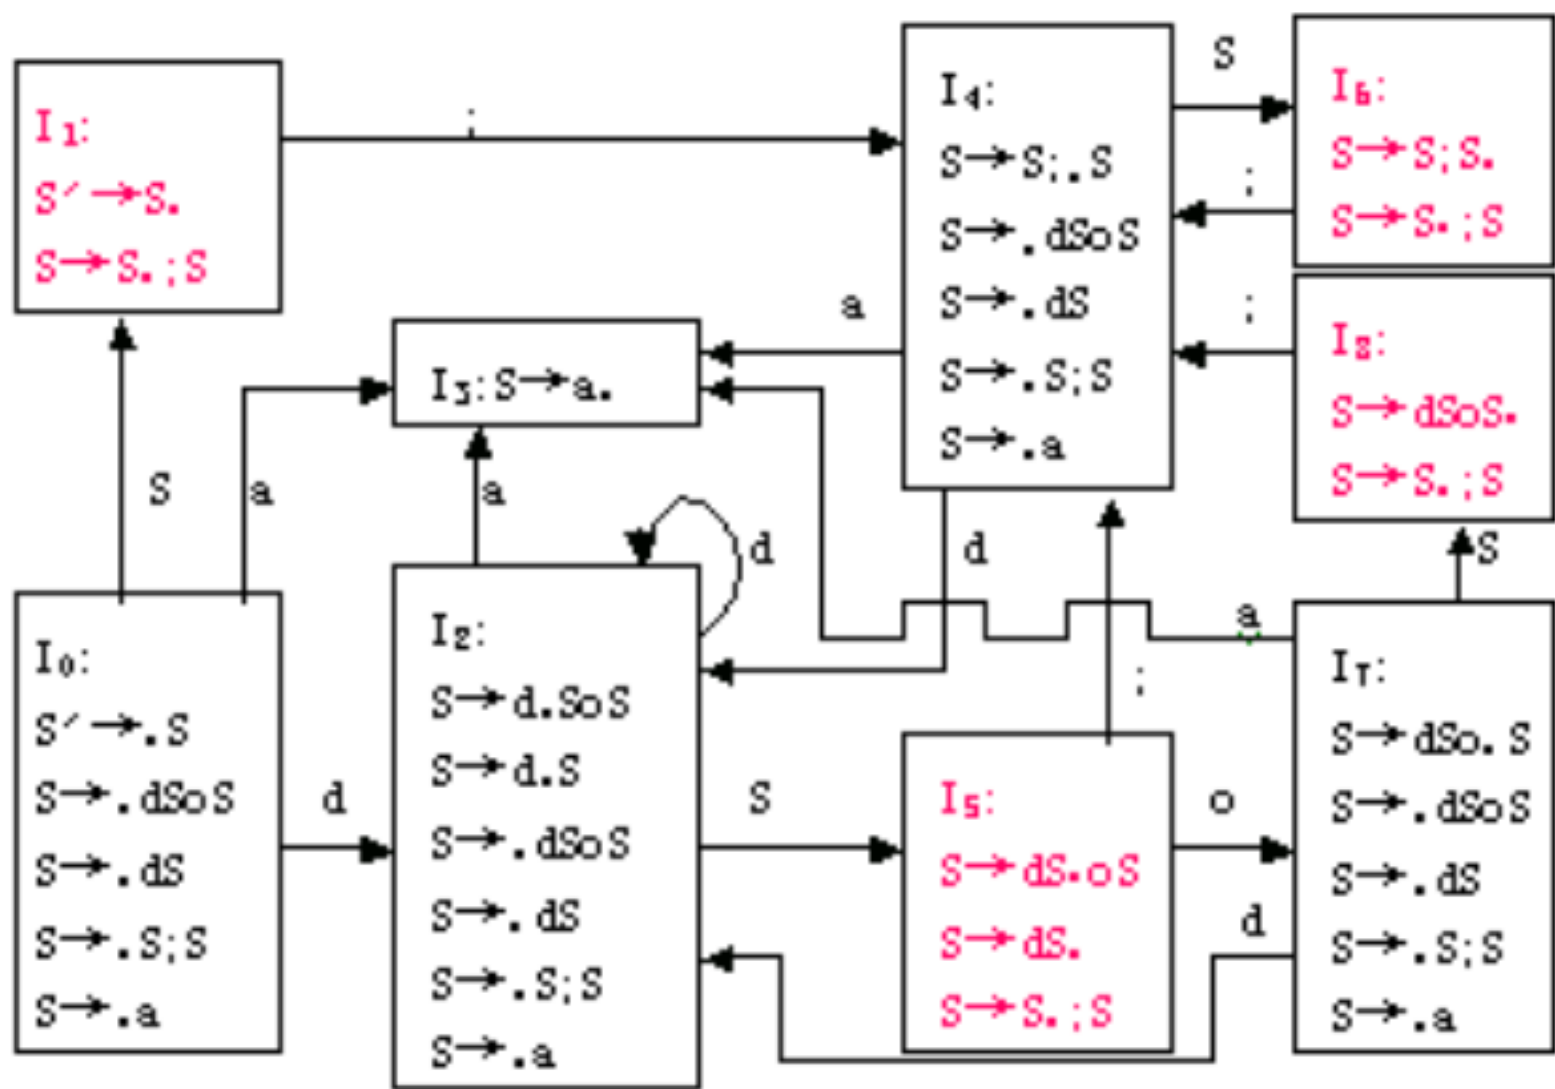 I₁:
S′→S.
S→S.;S
;
I₄:
S→S;.S
S→.dSoS
S→.dS
S→.S;S
S→.a
S
;
I₆:
S→S;S.
S→S.;S
;
I₈:
S→dSoS.
S→S.;S
a
I₃:S→a.
S
a
a
d
d
S
a
;
I₀:
S′→.S
S→.dSoS
S→.dS
S→.S;S
S→.a
d
I₂:
S→d.SoS
S→d.S
S→.dSoS
S→.dS
S→.S;S
S→.a
S
I₅:
S→dS.oS
S→dS.
S→S.;S
o
d
I₇:
S→dSo.S
S→.dSoS
S→.dS
S→.S;S
S→.a